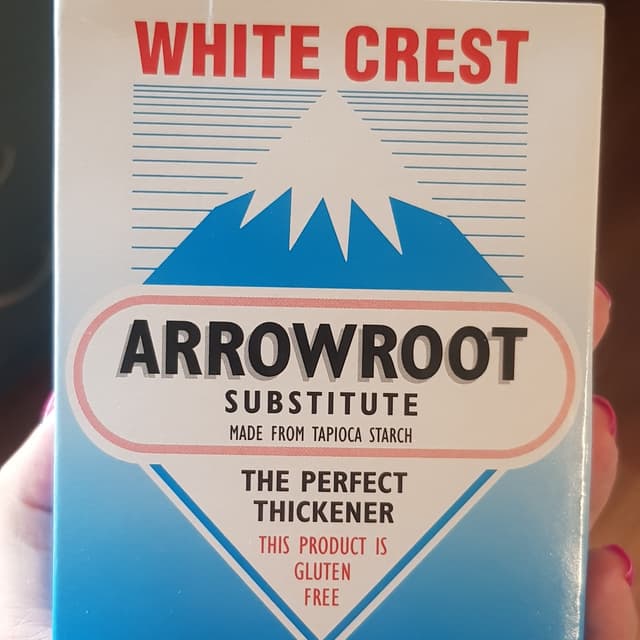 WHITE CREST
ARROWROOT
SUBSTITUTE
MADE FROM TAPIOCA STARCH
THE PERFECT
THICKENER
THIS PRODUCT IS
GLUTEN
FREE